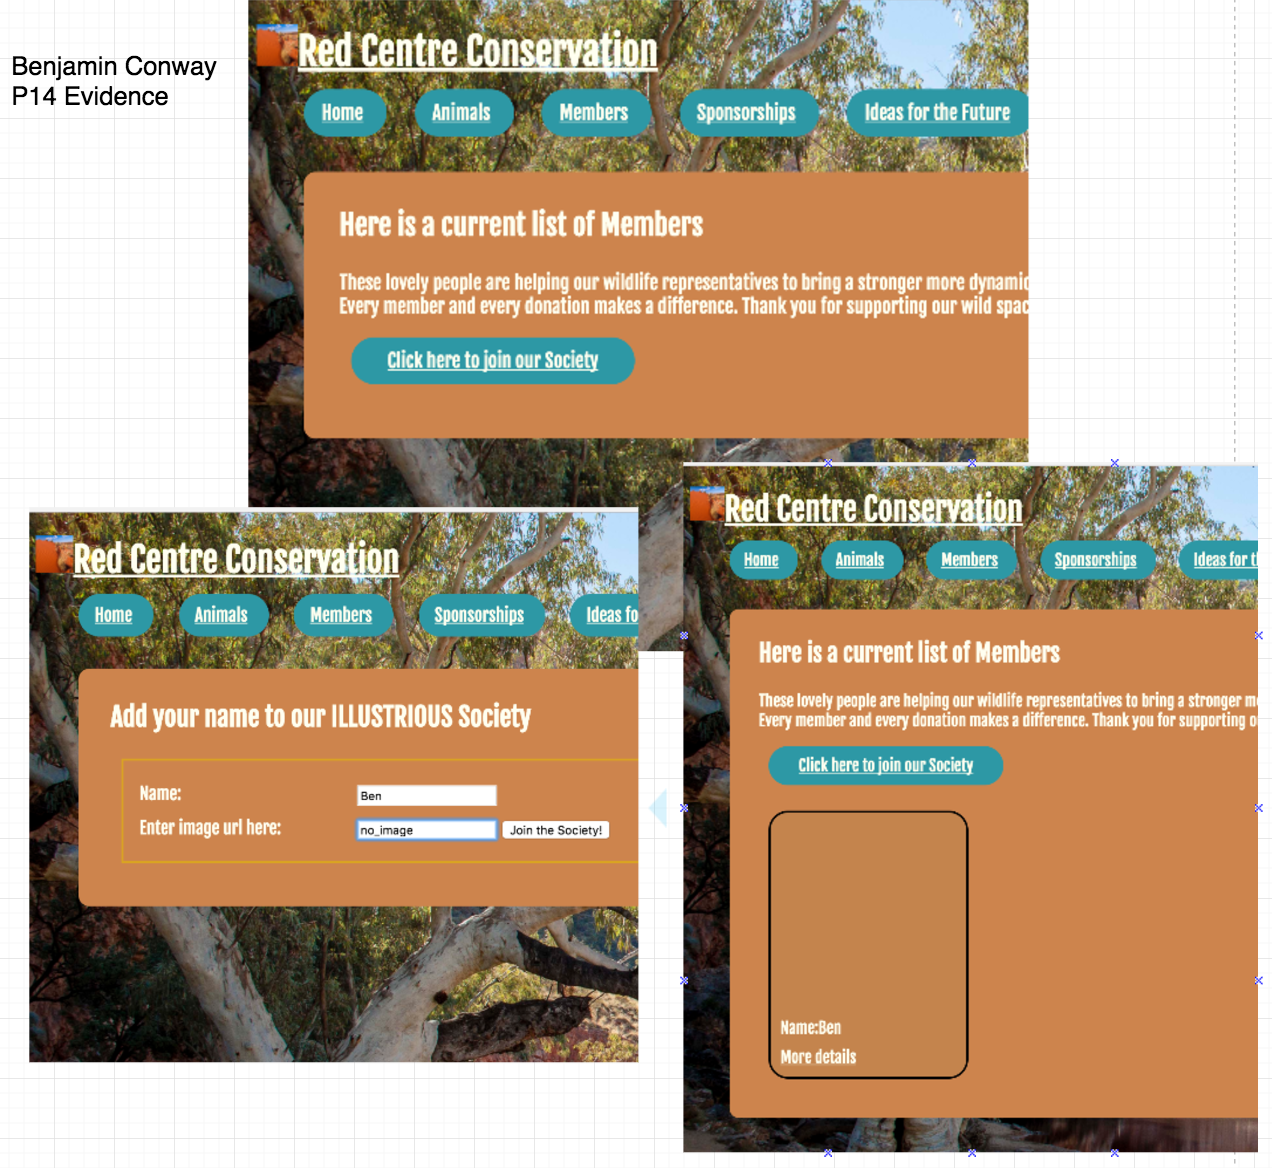 Benjamin Conway
P14 Evidence
Red Centre Conservation
Home Animals Members Sponsorships Ideas for the Future
Here is a current list of Members
These lovely people are helping our wildlife representatives to bring a stronger more dynamic
Every member and every donation makes a difference. Thank you for supporting our wild spac
Click here to join our Society
Red Centre Conservation
Home Animals Members Sponsorships Ideas fo
Add your name to our ILLUSTRIOUS Society
Name: Ben
Enter image url here: no_image Join the Society!
Red Centre Conservation
Home Animals Members Sponsorships Ideas for t
Here is a current list of Members
These lovely people are helping our wildlife representatives to bring a stronger m
Every member and every donation makes a difference. Thank you for supporting o
Click here to join our Society
Name:Ben
More details